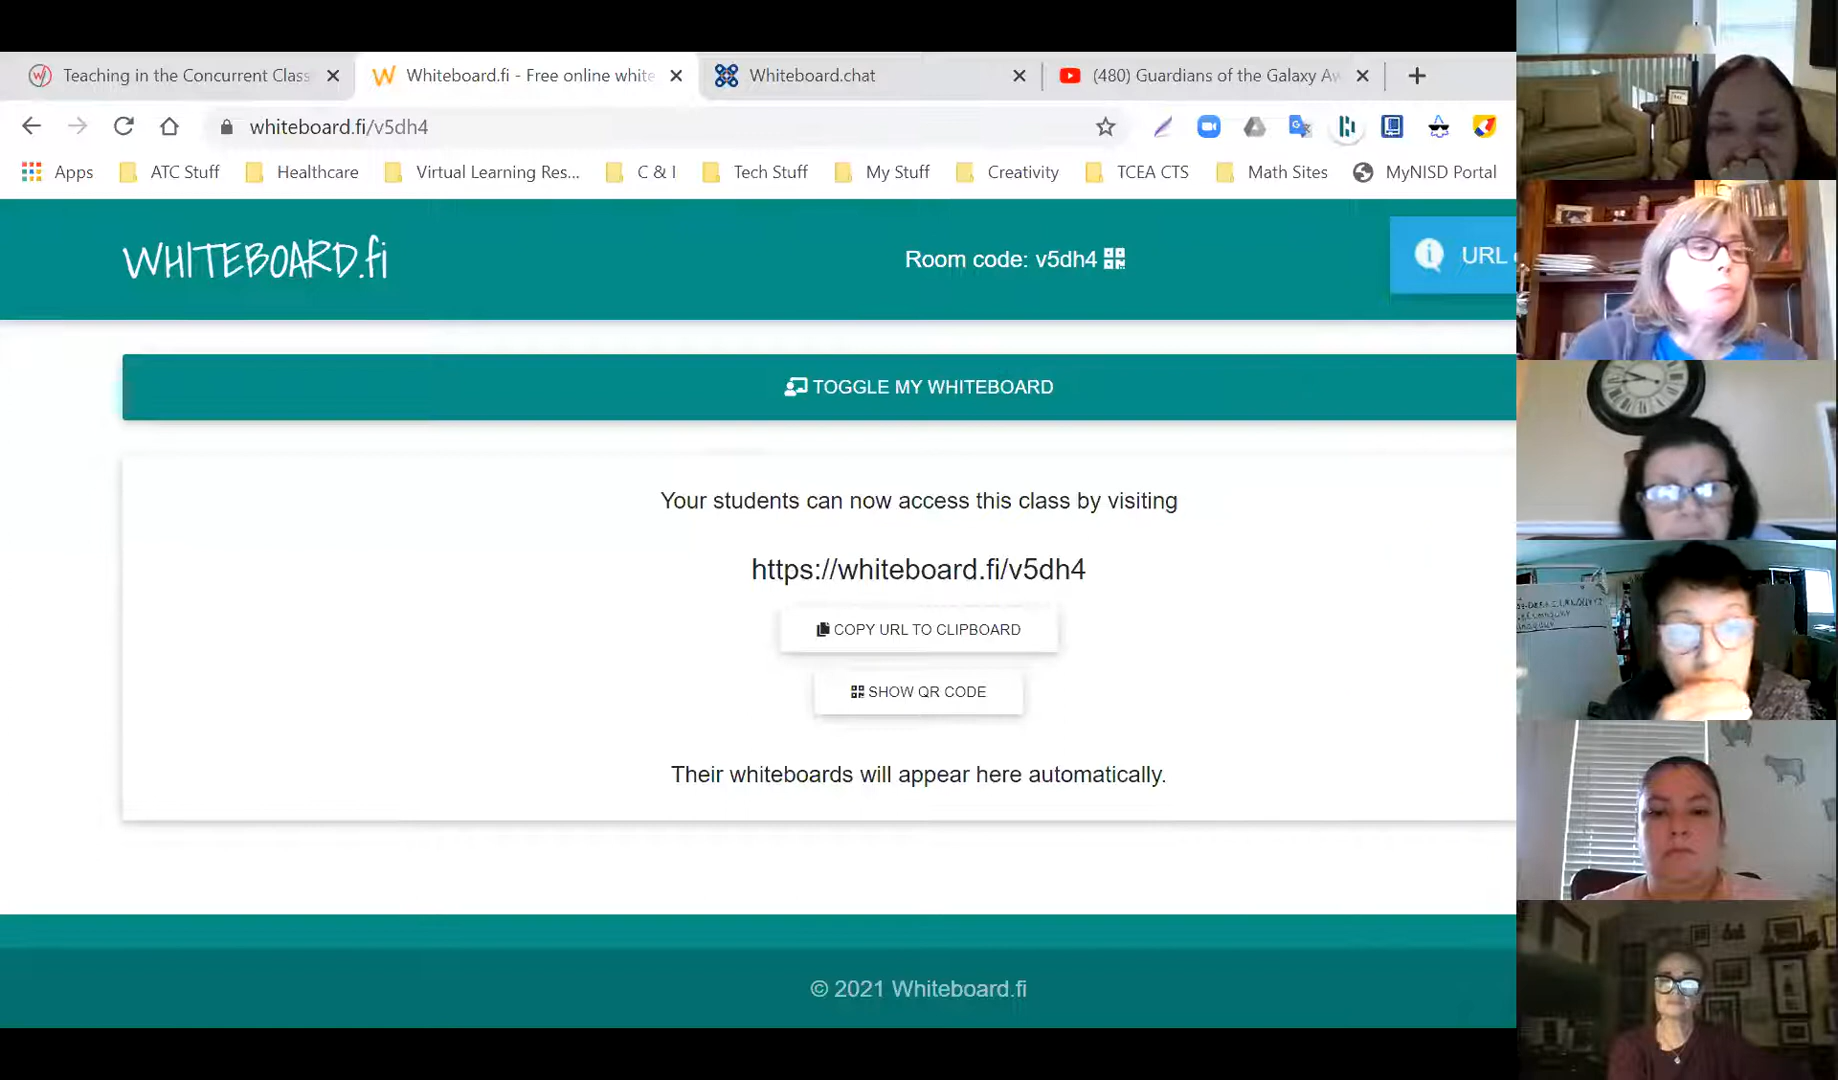 Teaching in the Concurrent Class
Whiteboard.fi - Free online white
Whiteboard.chat
(480) Guardians of the Galaxy Aw
whiteboard.fi/v5dh4
Apps
ATC Stuff
Healthcare
Virtual Learning Res...
C & I
Tech Stuff
My Stuff
Creativity
TCEA CTS
Math Sites
MyNISD Portal
WHITEBOARD.fi
Room code: v5dh4
URL
TOGGLE MY WHITEBOARD
Your students can now access this class by visiting
https://whiteboard.fi/v5dh4
COPY URL TO CLIPBOARD
SHOW QR CODE
Their whiteboards will appear here automatically.
© 2021 Whiteboard.fi